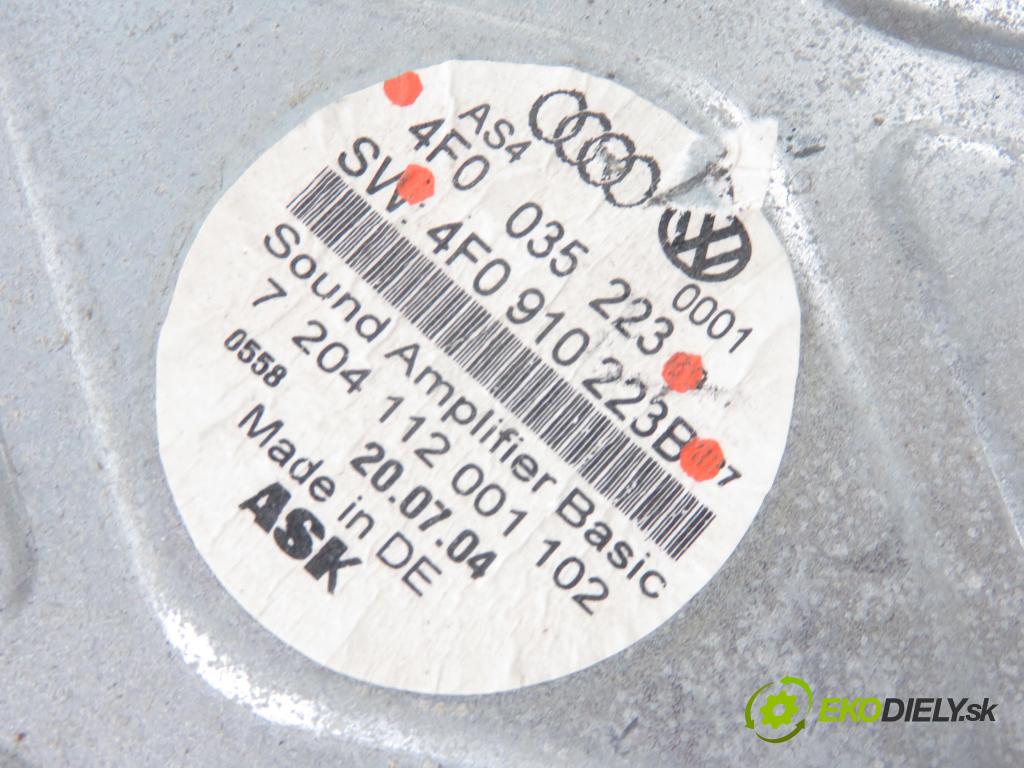 AS4
4F0 035 223
0001
SW: 4F0 910 223B
Sound Amplifier Basic
7 204 112 001 102
0558
20.07.04
Made in DE
ASK
EKODIELY.sk